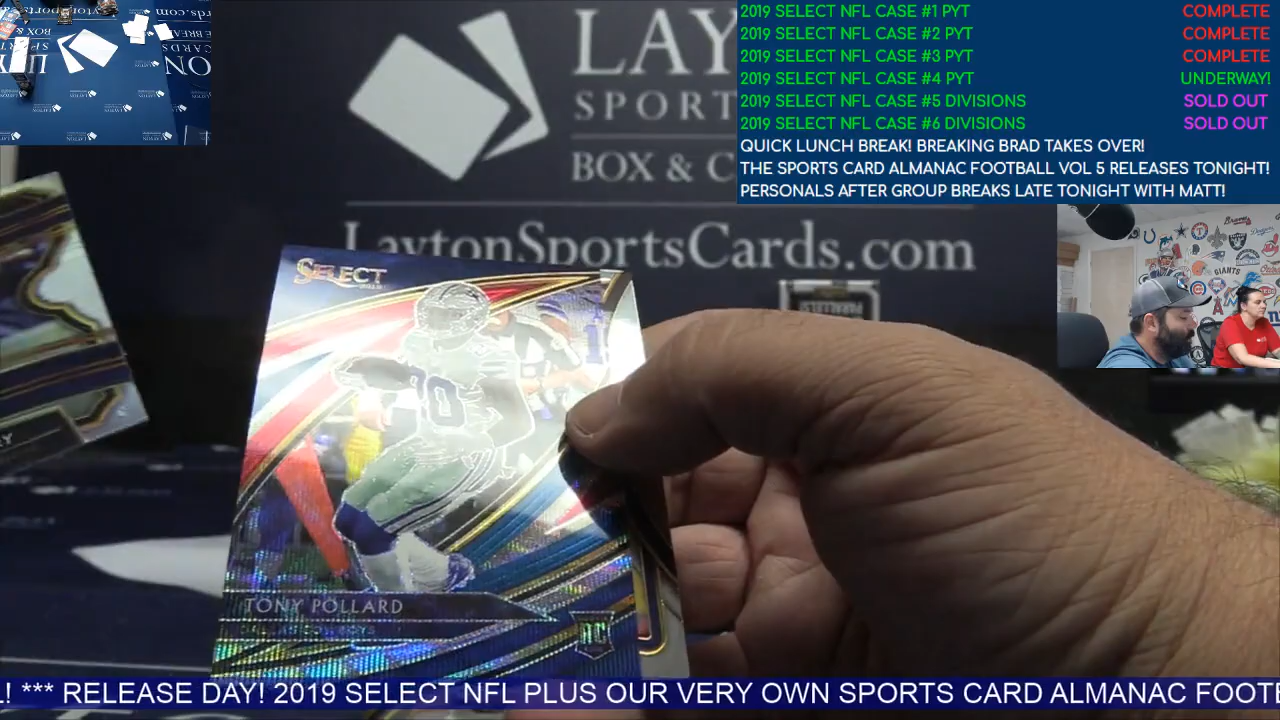 2019 SELECT NFL CASE #1 PYT COMPLETE
2019 SELECT NFL CASE #2 PYT COMPLETE
2019 SELECT NFL CASE #3 PYT COMPLETE
2019 SELECT NFL CASE #4 PYT UNDERWAY!
2019 SELECT NFL CASE #5 DIVISIONS SOLD OUT
2019 SELECT NFL CASE #6 DIVISIONS SOLD OUT
QUICK LUNCH BREAK! BREAKING BRAD TAKES OVER!
THE SPORTS CARD ALMANAC FOOTBALL VOL 5 RELEASES TONIGHT!
PERSONALS AFTER GROUP BREAKS LATE TONIGHT WITH MATT!
LAY
SPORT
BOX & C
LaytonSportsCards.com
SELECT
TONY POLLARD
DALLAS COWBOYS
RC
! *** RELEASE DAY! 2019 SELECT NFL PLUS OUR VERY OWN SPORTS CARD ALMANAC FOOT